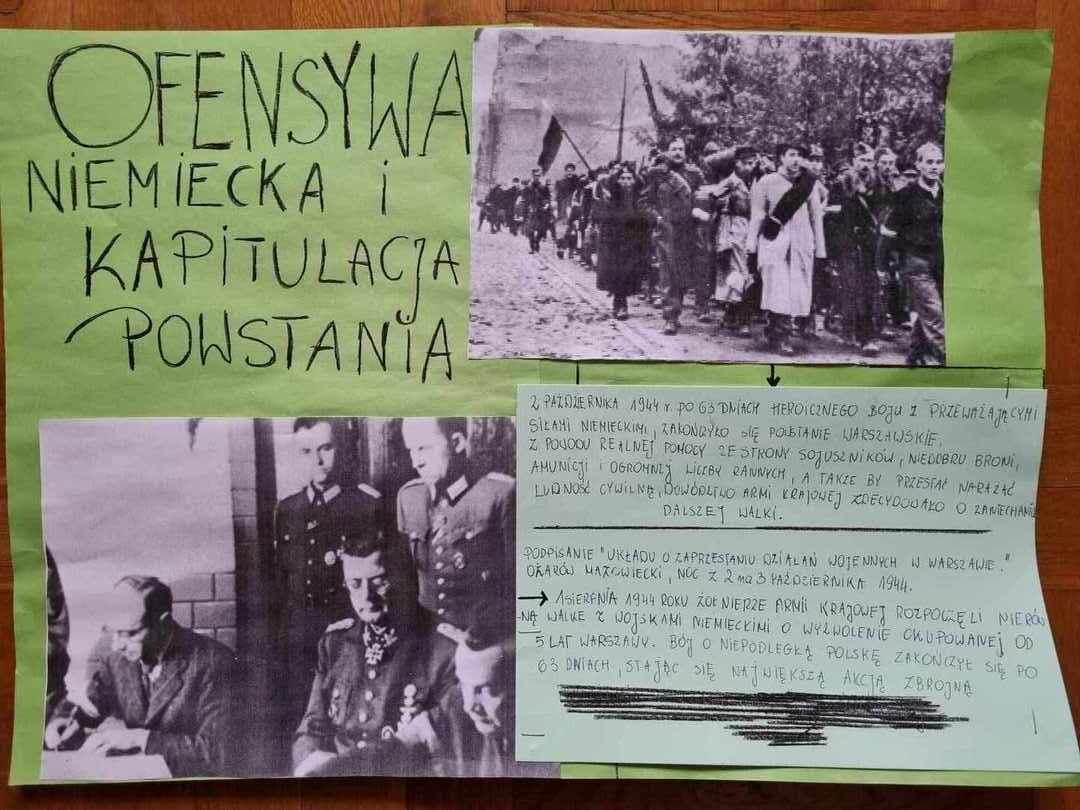 OFENSYWA
NIEMIECKA i
KAPITULACJA
POWSTANIA
2 PAŹDZIERNIKA 1944 r. PO 63 DNIACH HEROICZNEGO BOJU Z PRZEWAŻAJĄCYMI
SIŁAMI NIEMIECKIMI, ZAKOŃCZYŁO SIĘ POWSTANIE WARSZAWSKIE.
Z POWODU REALNEJ POMOCY ZE STRONY SOJUSZNIKÓW, NIEDOBRU BRONI,
AMUNICJI I OGROMNEJ LICZBY RANNYCH, A TAKŻE BY PRZESTAĆ NARAŻAĆ
LUDNOŚĆ CYWILNĄ, DOWÓDZTWO ARMI KRAJOWEJ ZDECYDOWAŁO O ZANIECHANIU
DALSZEJ WALKI.
PODPISANIE "UKŁADU O ZAPRZESTANIU DZIAŁAŃ WOJENNYCH W WARSZAWIE."
OŻARÓW MAZOWIECKI, NOC Z 2 na 3 PAŹDZIERNIKA 1944.
1 SIERPNIA 1944 ROKU ŻOŁNIERZE ARMII KRAJOWEJ ROZPOCZĘLI NIERÓW
NĄ WALKĘ Z WOJSKAMI NIEMIECKIMI O WYZWOLENIE OKUPOWANEJ OD
5 LAT WARSZAWY. BÓJ O NIEPODLEGŁĄ POLSKĘ ZAKOŃCZYŁ SIĘ PO
63 DNIACH, STAJĄC SIĘ NAJWIĘKSZĄ AKCJĄ ZBROJNĄ